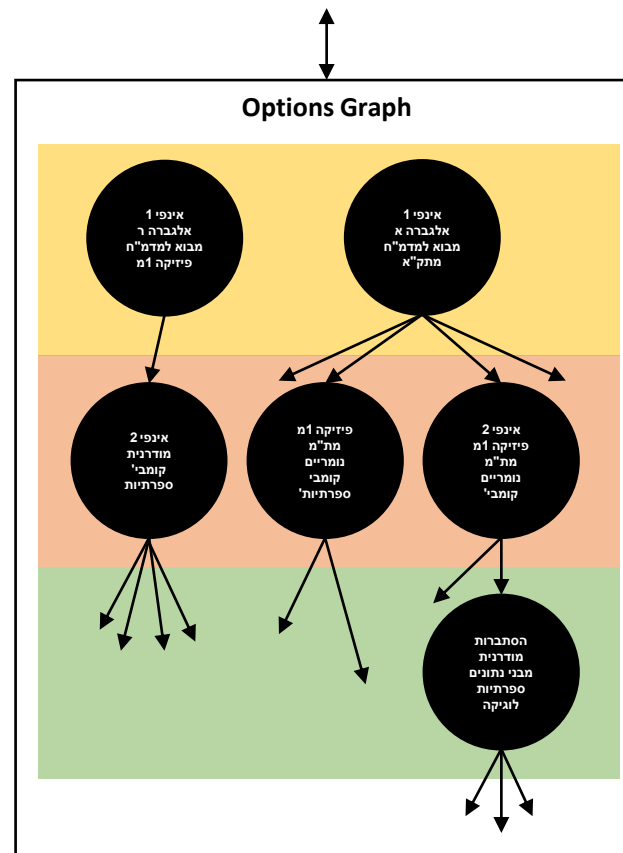 Options Graph
אינפי 1
אלגברה ר
מבוא למדמ"ח
פיזיקה 1מ
אינפי 1
אלגברה א
מבוא למדמ"ח
מתק"א
אינפי 2
מודרנית
קומבי'
ספרתיות
פיזיקה 1מ
מת"מ
נומריים
קומבי
ספרתיות'
אינפי 2
פיזיקה 1מ
מת"מ
נומריים
קומבי'
הסתברות
מודרנית
מבני נתונים
ספרתיות
לוגיקה